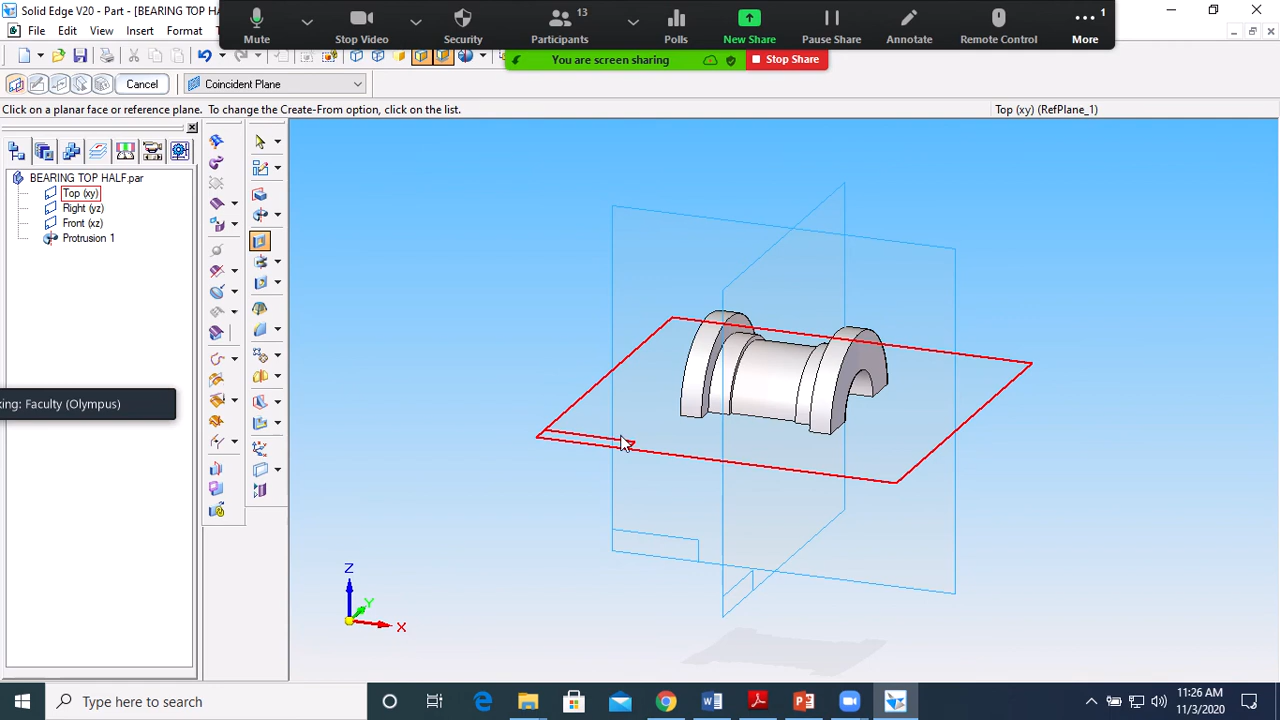 Solid Edge V20 - Part - [BEARING TOP HALF
File Edit View Insert Format
Mute
Stop Video
Security
13
Participants
Polls
New Share
Pause Share
Annotate
Remote Control
1
More
You are screen sharing
Stop Share
Cancel
Coincident Plane
Click on a planar face or reference plane. To change the Create-From option, click on the list.
Top (xy) (RefPlane_1)
BEARING TOP HALF.par
Top (xy)
Right (yz)
Front (xz)
Protrusion 1
king: Faculty (Olympus)
Z
Y
X
Type here to search
11:26 AM
11/3/2020